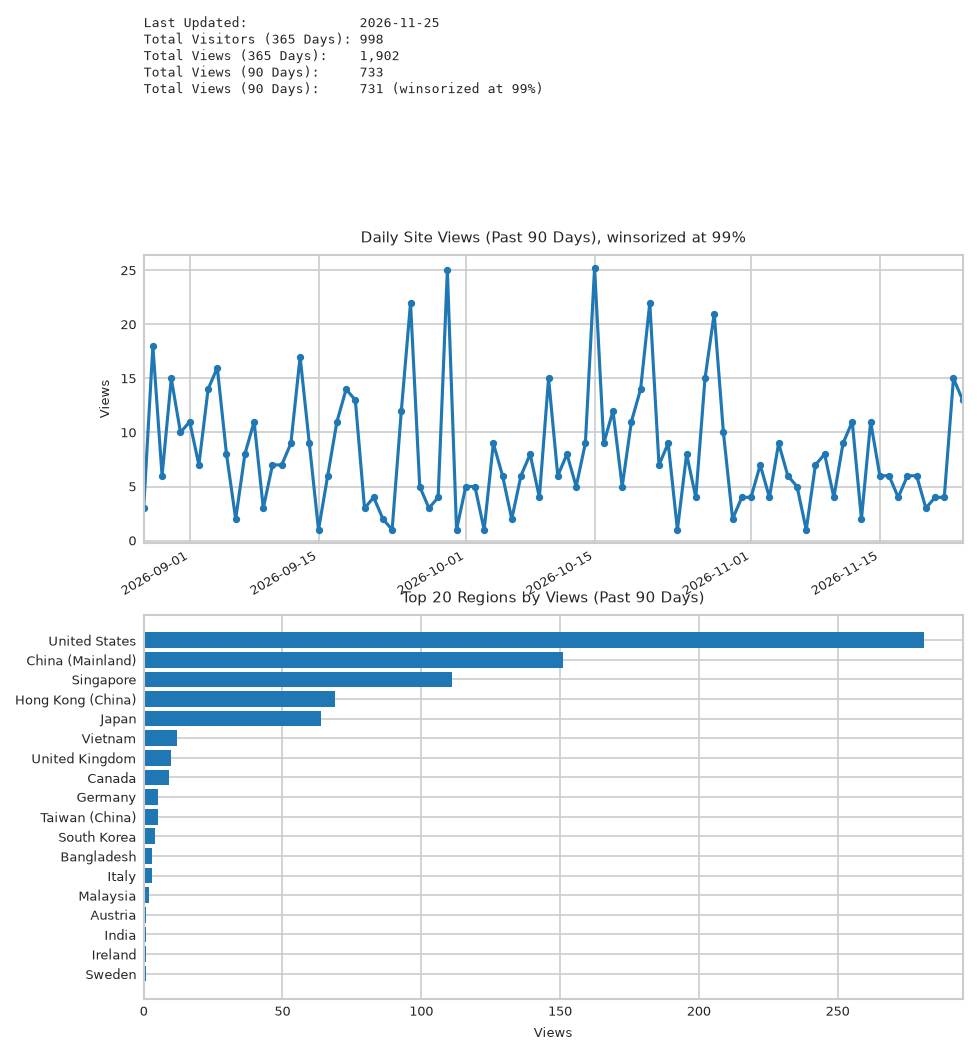 Last Updated: 2026-11-25
Total Visitors (365 Days): 998
Total Views (365 Days): 1,902
Total Views (90 Days): 733
Total Views (90 Days): 731 (winsorized at 99%)
Daily Site Views (Past 90 Days), winsorized at 99%
Views
25
20
15
10
5
0
2026-09-01
2026-09-15
2026-10-01
2026-10-15
2026-11-01
2026-11-15
Top 20 Regions by Views (Past 90 Days)
United States
China (Mainland)
Singapore
Hong Kong (China)
Japan
Vietnam
United Kingdom
Canada
Germany
Taiwan (China)
South Korea
Bangladesh
Italy
Malaysia
Austria
India
Ireland
Sweden
0
50
100
150
200
250
Views